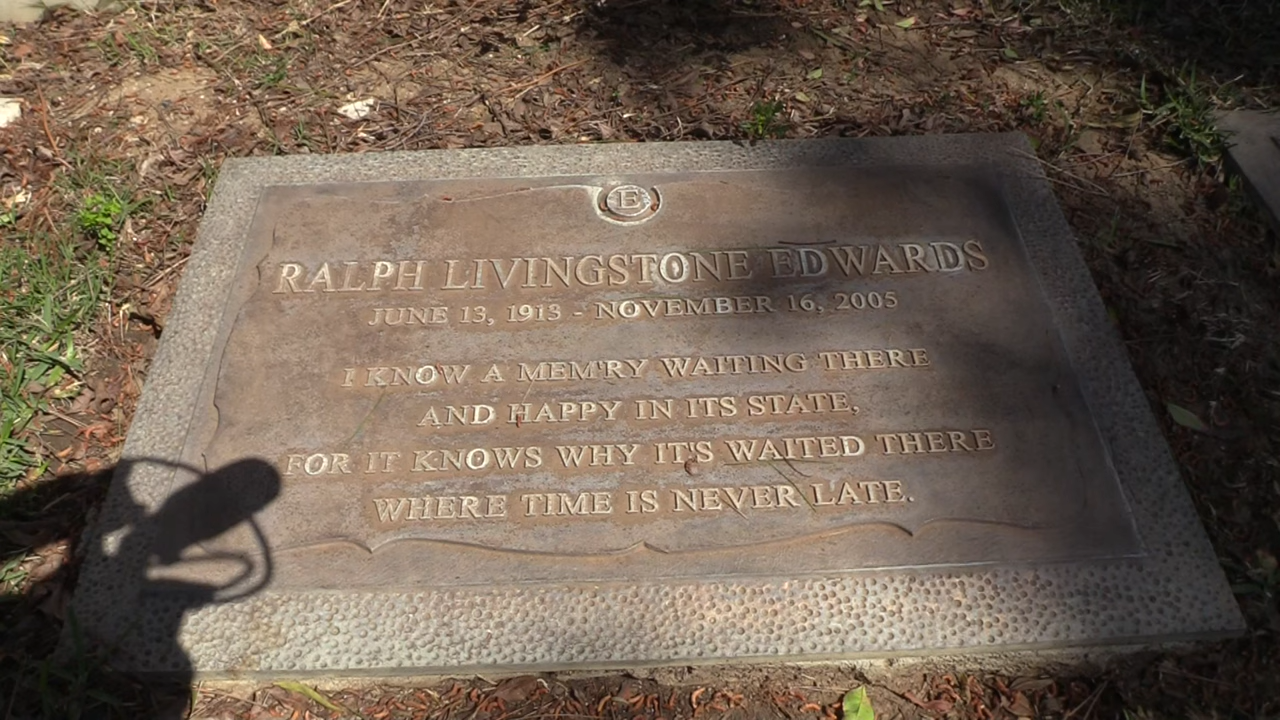 E
RALPH LIVINGSTONE EDWARDS
JUNE 13, 1913 - NOVEMBER 16, 2005
I KNOW A MEM'RY WAITING THERE
AND HAPPY IN ITS STATE,
FOR IT KNOWS WHY IT'S WAITED THERE
WHERE TIME IS NEVER LATE.